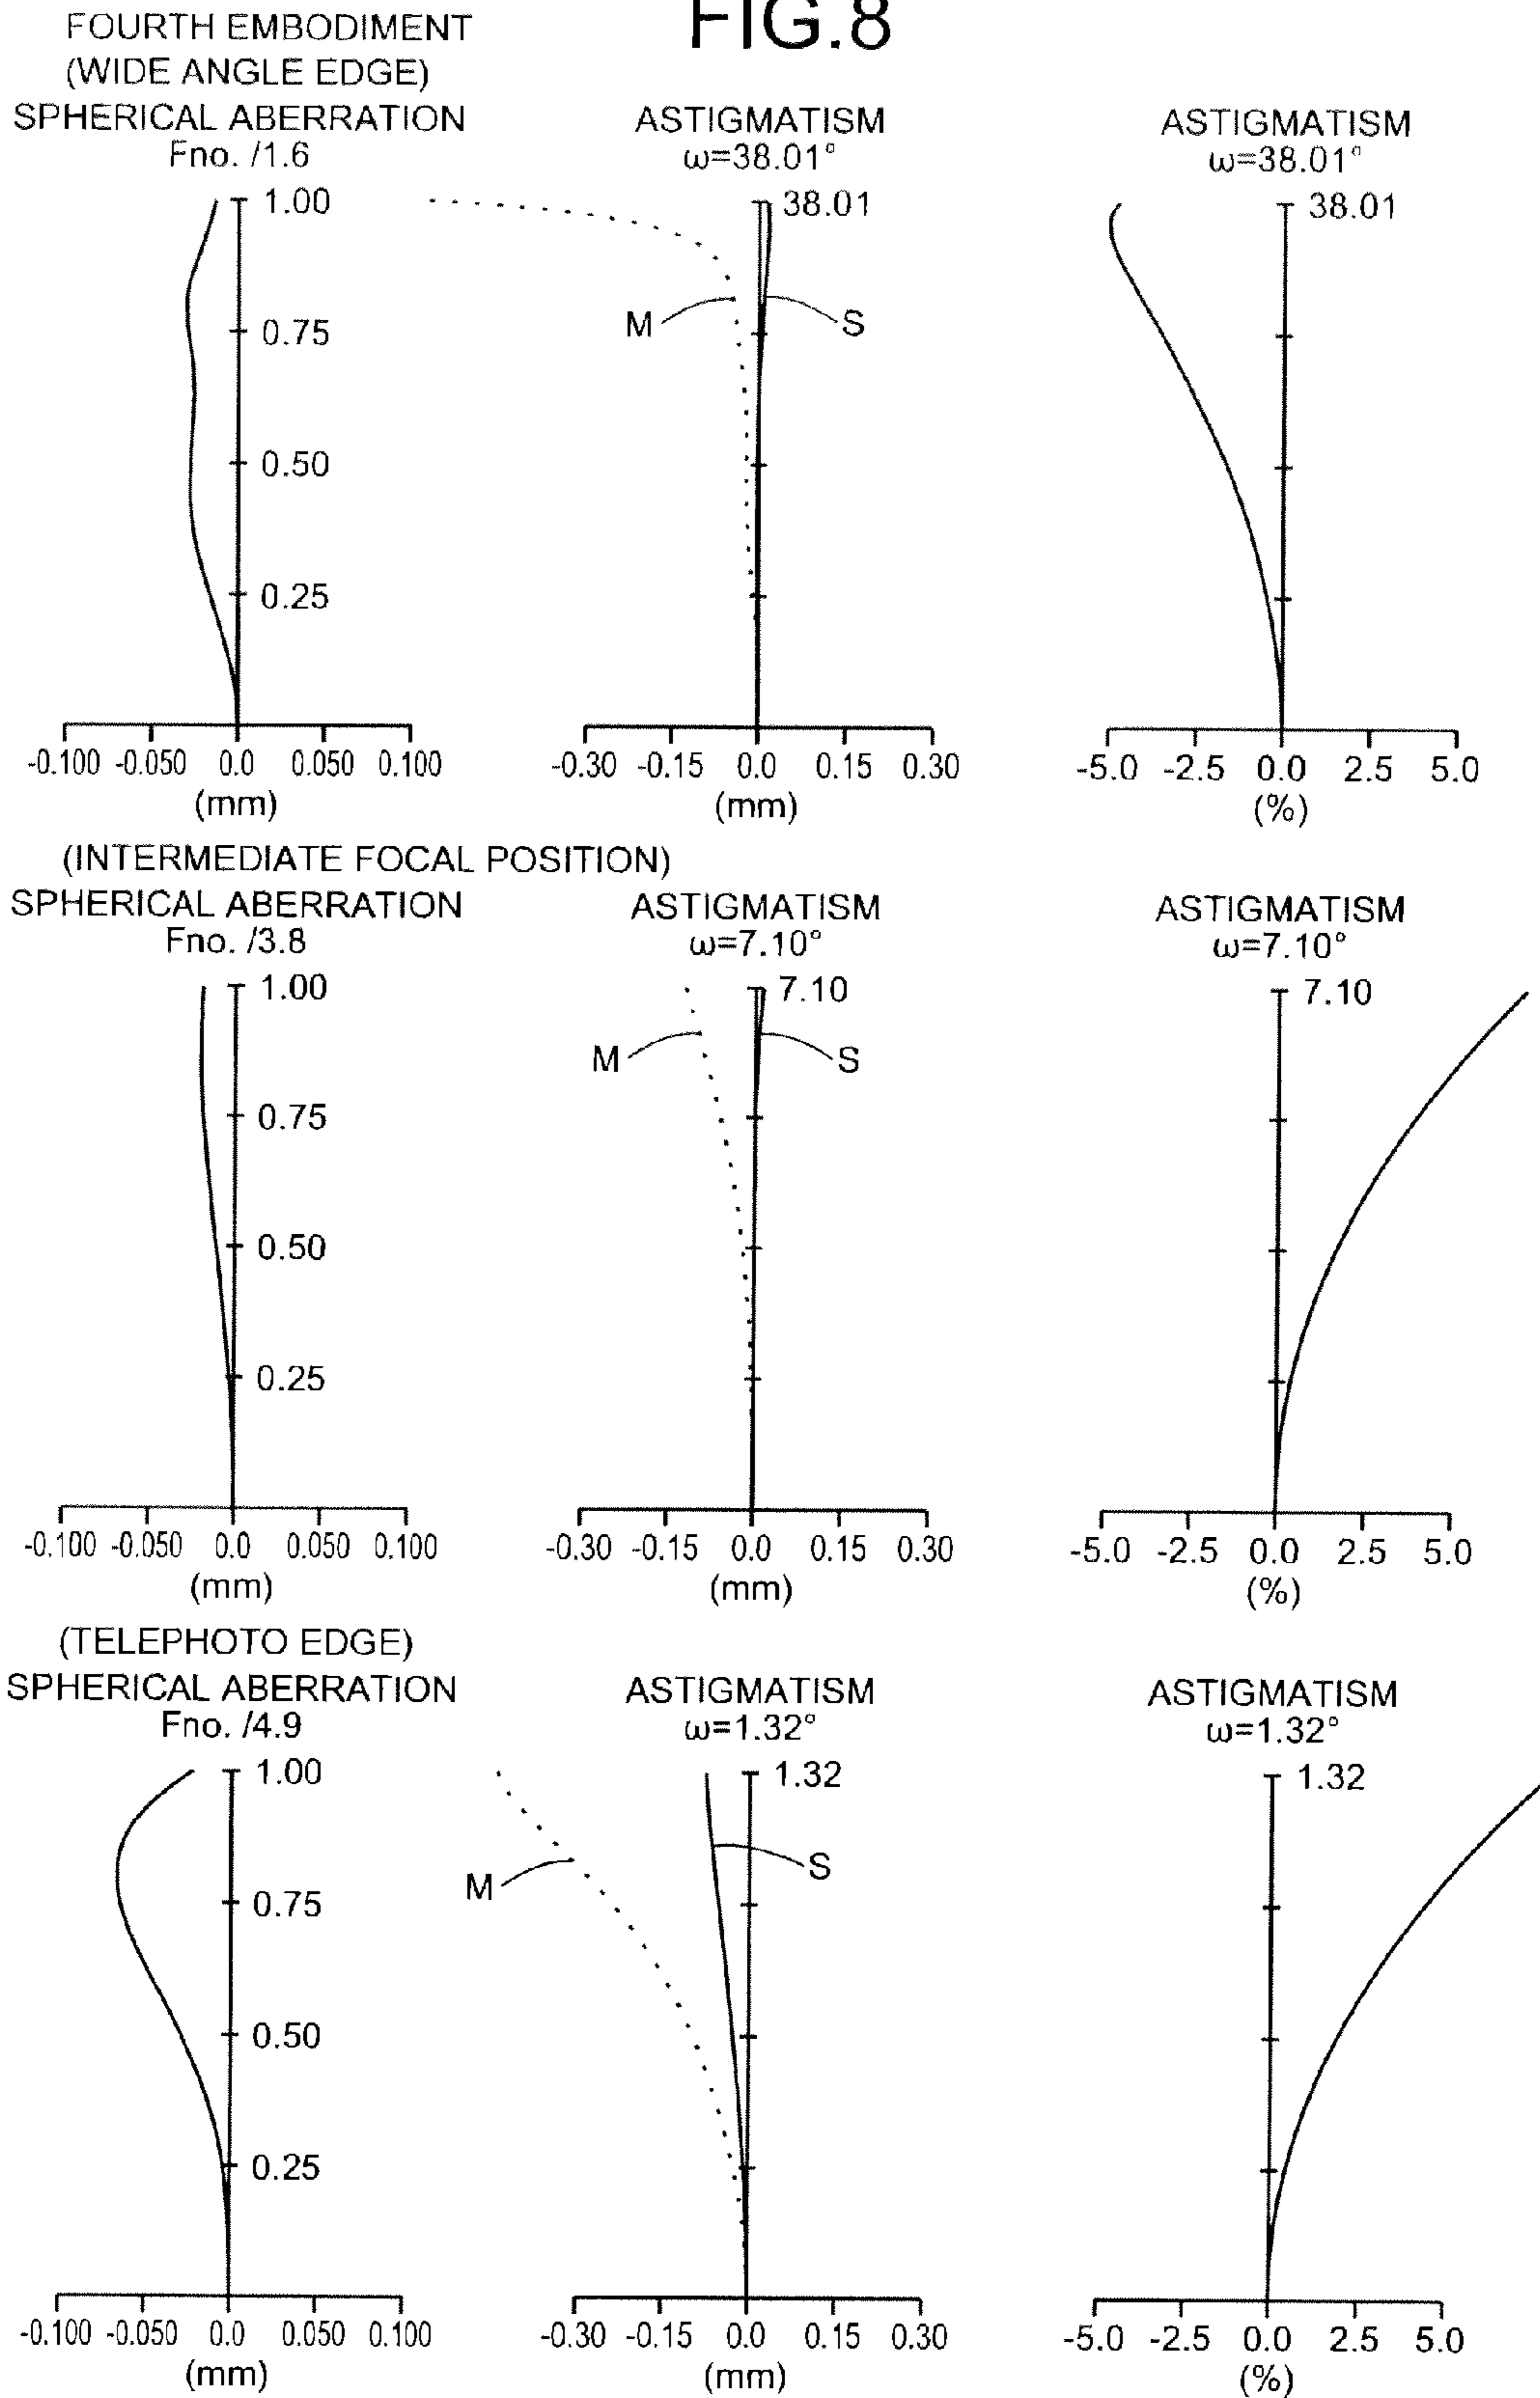 FIG.8
FOURTH EMBODIMENT
(WIDE ANGLE EDGE)
SPHERICAL ABERRATION
Fno. /1.6
1.00
0.75
0.50
0.25
-0.100 -0.050 0.0 0.050 0.100
(mm)
ASTIGMATISM
ω=38.01°
38.01
M
S
-0.30 -0.15 0.0 0.15 0.30
(mm)
ASTIGMATISM
ω=38.01°
38.01
-5.0 -2.5 0.0 2.5 5.0
(%)
(INTERMEDIATE FOCAL POSITION)
SPHERICAL ABERRATION
Fno. /3.8
1.00
0.75
0.50
0.25
-0.100 -0.050 0.0 0.050 0.100
(mm)
ASTIGMATISM
ω=7.10°
7.10
M
S
-0.30 -0.15 0.0 0.15 0.30
(mm)
ASTIGMATISM
ω=7.10°
7.10
-5.0 -2.5 0.0 2.5 5.0
(%)
(TELEPHOTO EDGE)
SPHERICAL ABERRATION
Fno. /4.9
1.00
0.75
0.50
0.25
-0.100 -0.050 0.0 0.050 0.100
(mm)
ASTIGMATISM
ω=1.32°
1.32
M
S
-0.30 -0.15 0.0 0.15 0.30
(mm)
ASTIGMATISM
ω=1.32°
1.32
-5.0 -2.5 0.0 2.5 5.0
(%)